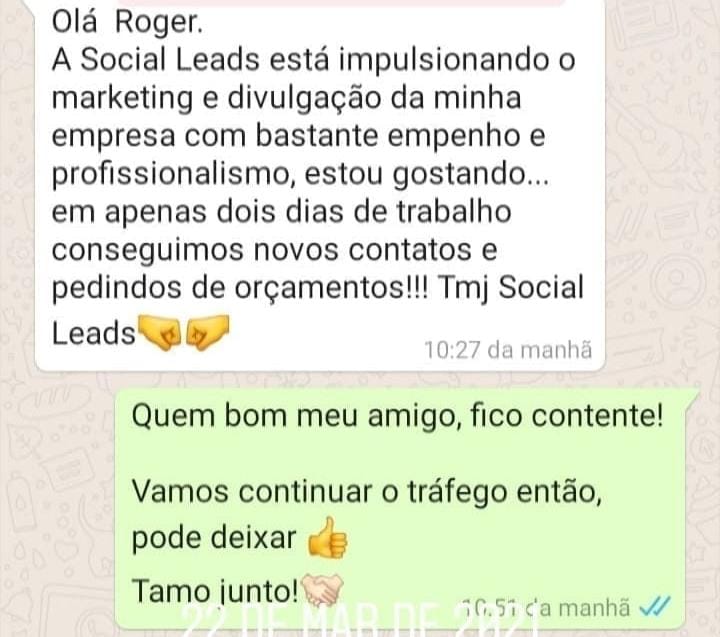 Olá Roger.
A Social Leads está impulsionando o
marketing e divulgação da minha
empresa com bastante empenho e
profissionalismo, estou gostando...
em apenas dois dias de trabalho
conseguimos novos contatos e
pedindos de orçamentos!!! Tmj Social
Leads🤜🤛
10:27 da manhã
Quem bom meu amigo, fico contente!
Vamos continuar o tráfego então,
pode deixar 👍
Tamo junto!🤝
10:51 da manhã
22 DE MAR DE 2021